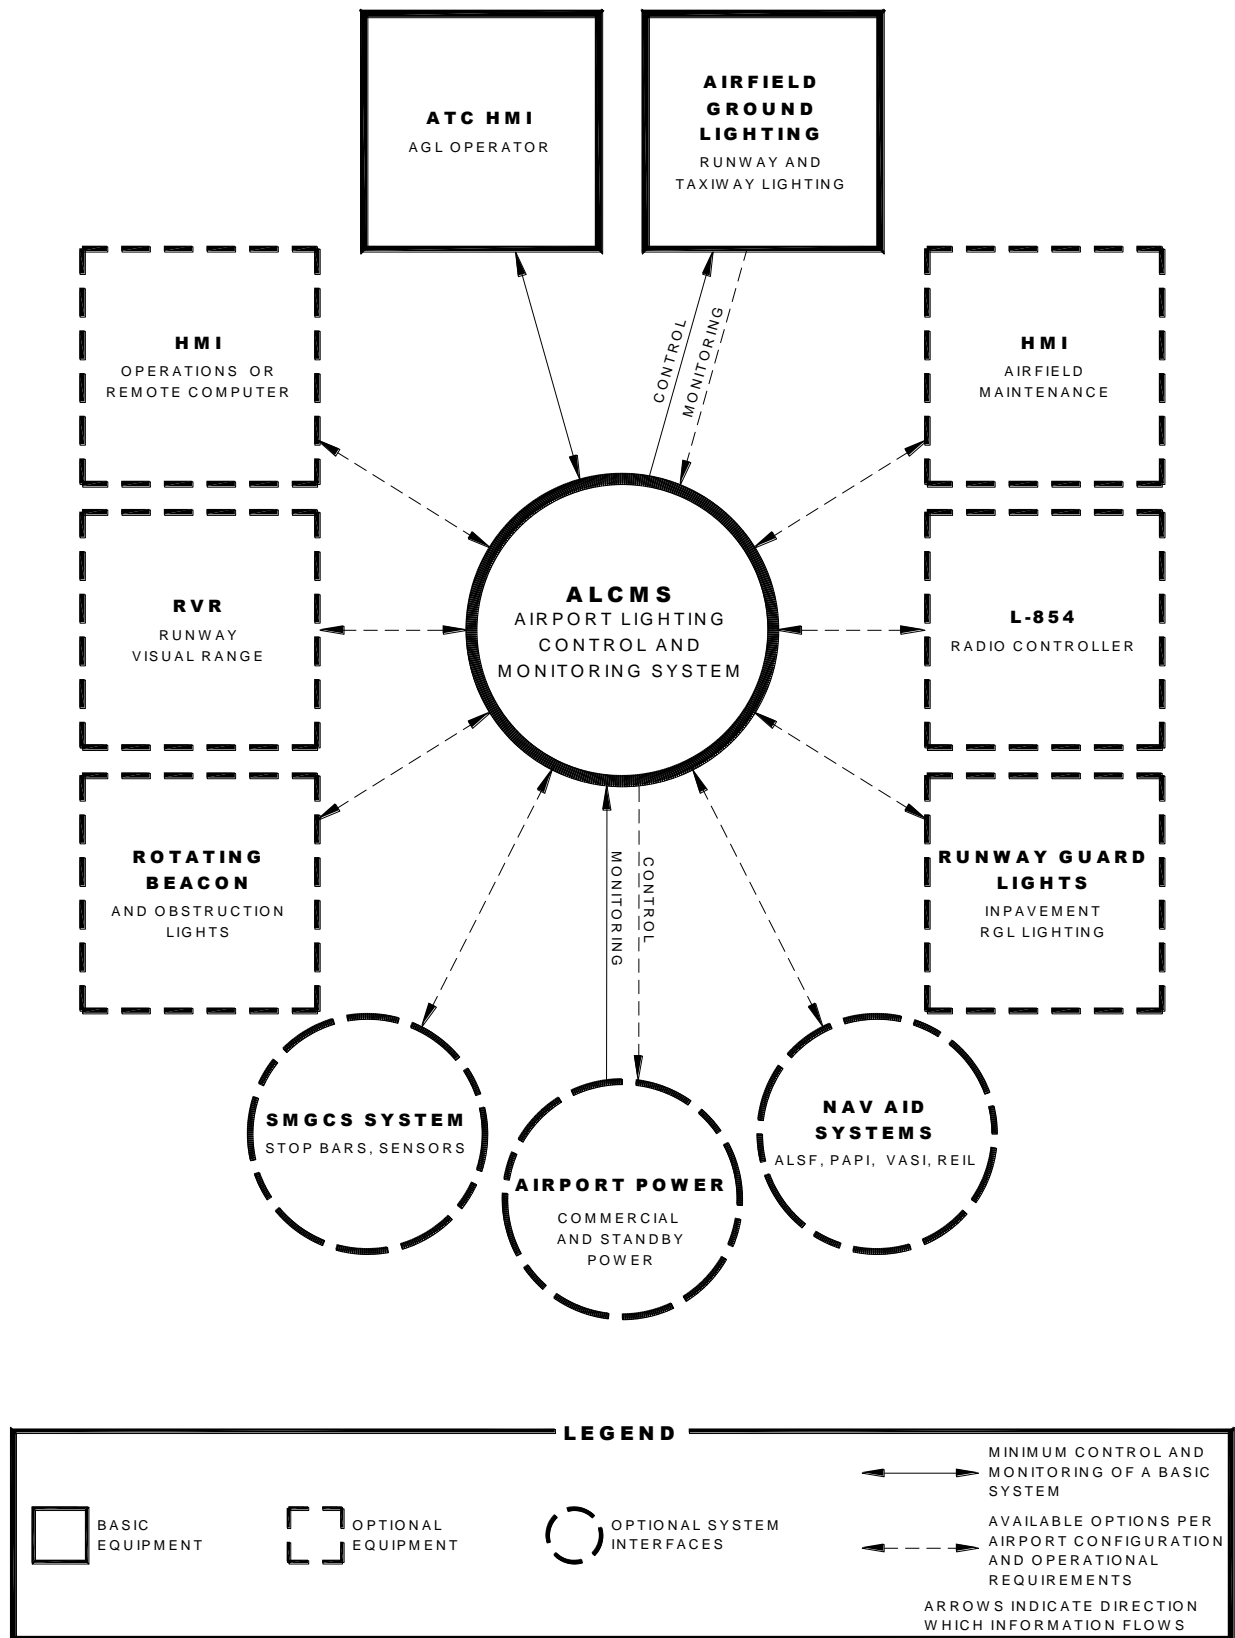 ATC HMI
AGL OPERATOR
AIRFIELD
GROUND
LIGHTING
RUNWAY AND
TAXIWAY LIGHTING
HMI
OPERATIONS OR
REMOTE COMPUTER
CONTROL
MONITORING
HMI
AIRFIELD
MAINTENANCE
RVR
RUNWAY
VISUAL RANGE
ALCMS
AIRPORT LIGHTING
CONTROL AND
MONITORING SYSTEM
L-854
RADIO CONTROLLER
ROTATING
BEACON
AND OBSTRUCTION
LIGHTS
MONITORING
CONTROL
RUNWAY GUARD
LIGHTS
INPAVEMENT
RGL LIGHTING
SMGCS SYSTEM
STOP BARS, SENSORS
AIRPORT POWER
COMMERCIAL
AND STANDBY
POWER
NAV AID
SYSTEMS
ALSF, PAPI, VASI, REIL
LEGEND
BASIC
EQUIPMENT
OPTIONAL
EQUIPMENT
OPTIONAL SYSTEM
INTERFACES
MINIMUM CONTROL AND
MONITORING OF A BASIC
SYSTEM
AVAILABLE OPTIONS PER
AIRPORT CONFIGURATION
AND OPERATIONAL
REQUIREMENTS
ARROWS INDICATE DIRECTION
WHICH INFORMATION FLOWS